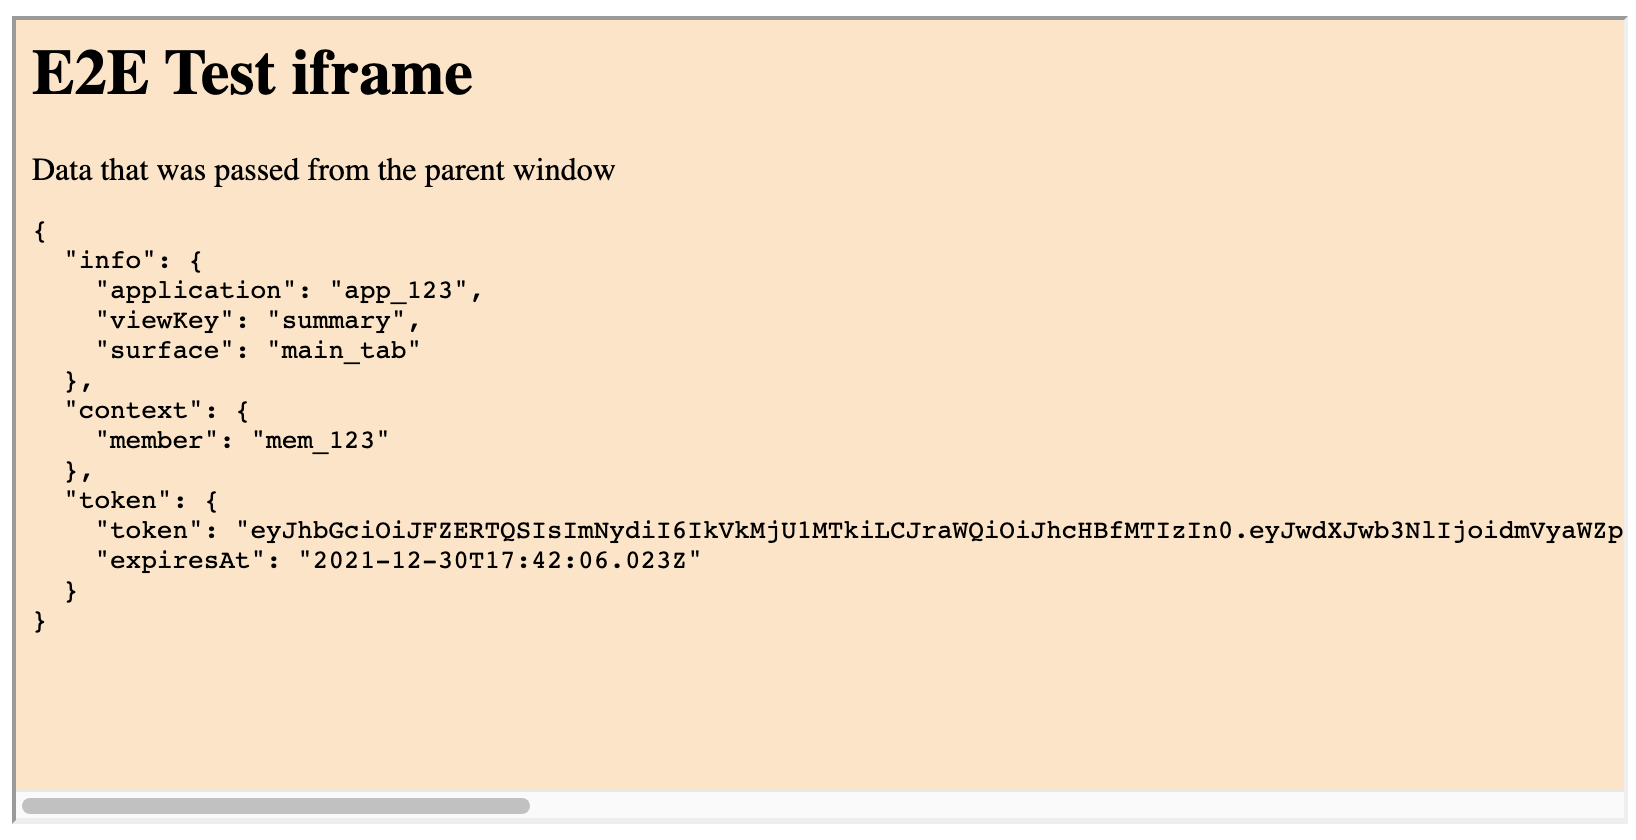 E2E Test iframe
Data that was passed from the parent window
{
  "info": {
    "application": "app_123",
    "viewKey": "summary",
    "surface": "main_tab"
  },
  "context": {
    "member": "mem_123"
  },
  "token": {
    "token": "eyJhbGciOiJFZERTQSIsImNydiI6IkVkMjU1MTkiLCJraWQiOiJhcHBfMTIzIn0.eyJwdXJwb3NlIjoidmVyaWZp
    "expiresAt": "2021-12-30T17:42:06.023Z"
  }
}